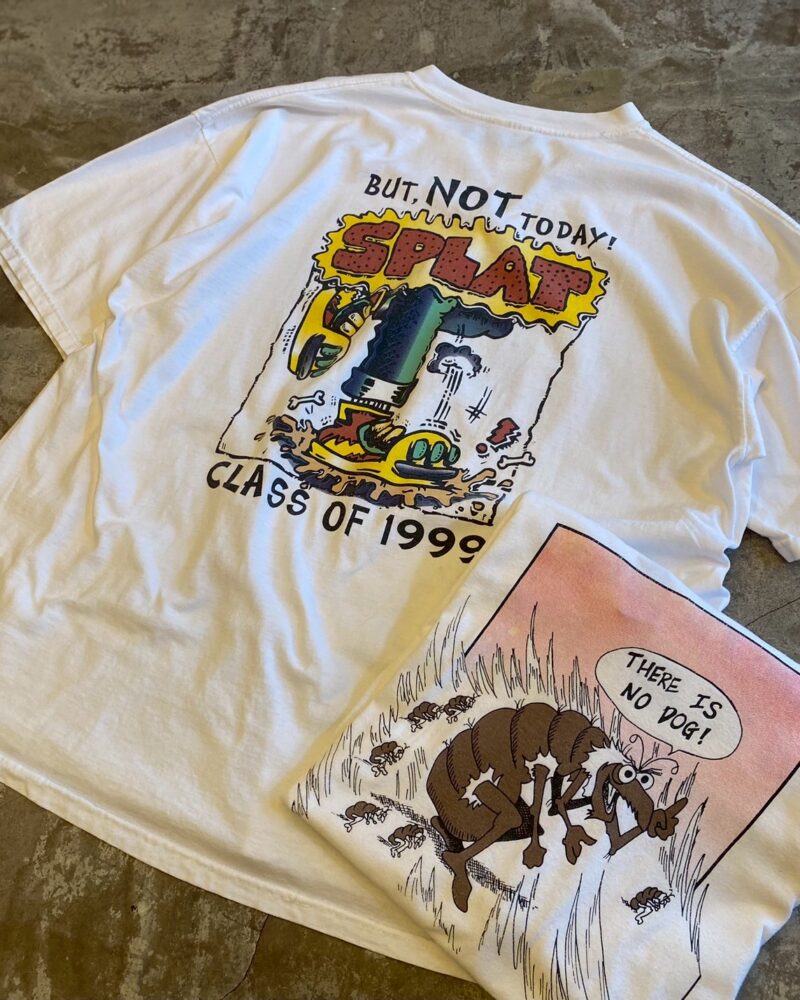 BUT, NOT TODAY!
SPLAT
#
!
CLASS OF 1999
THERE IS
NO DOG!